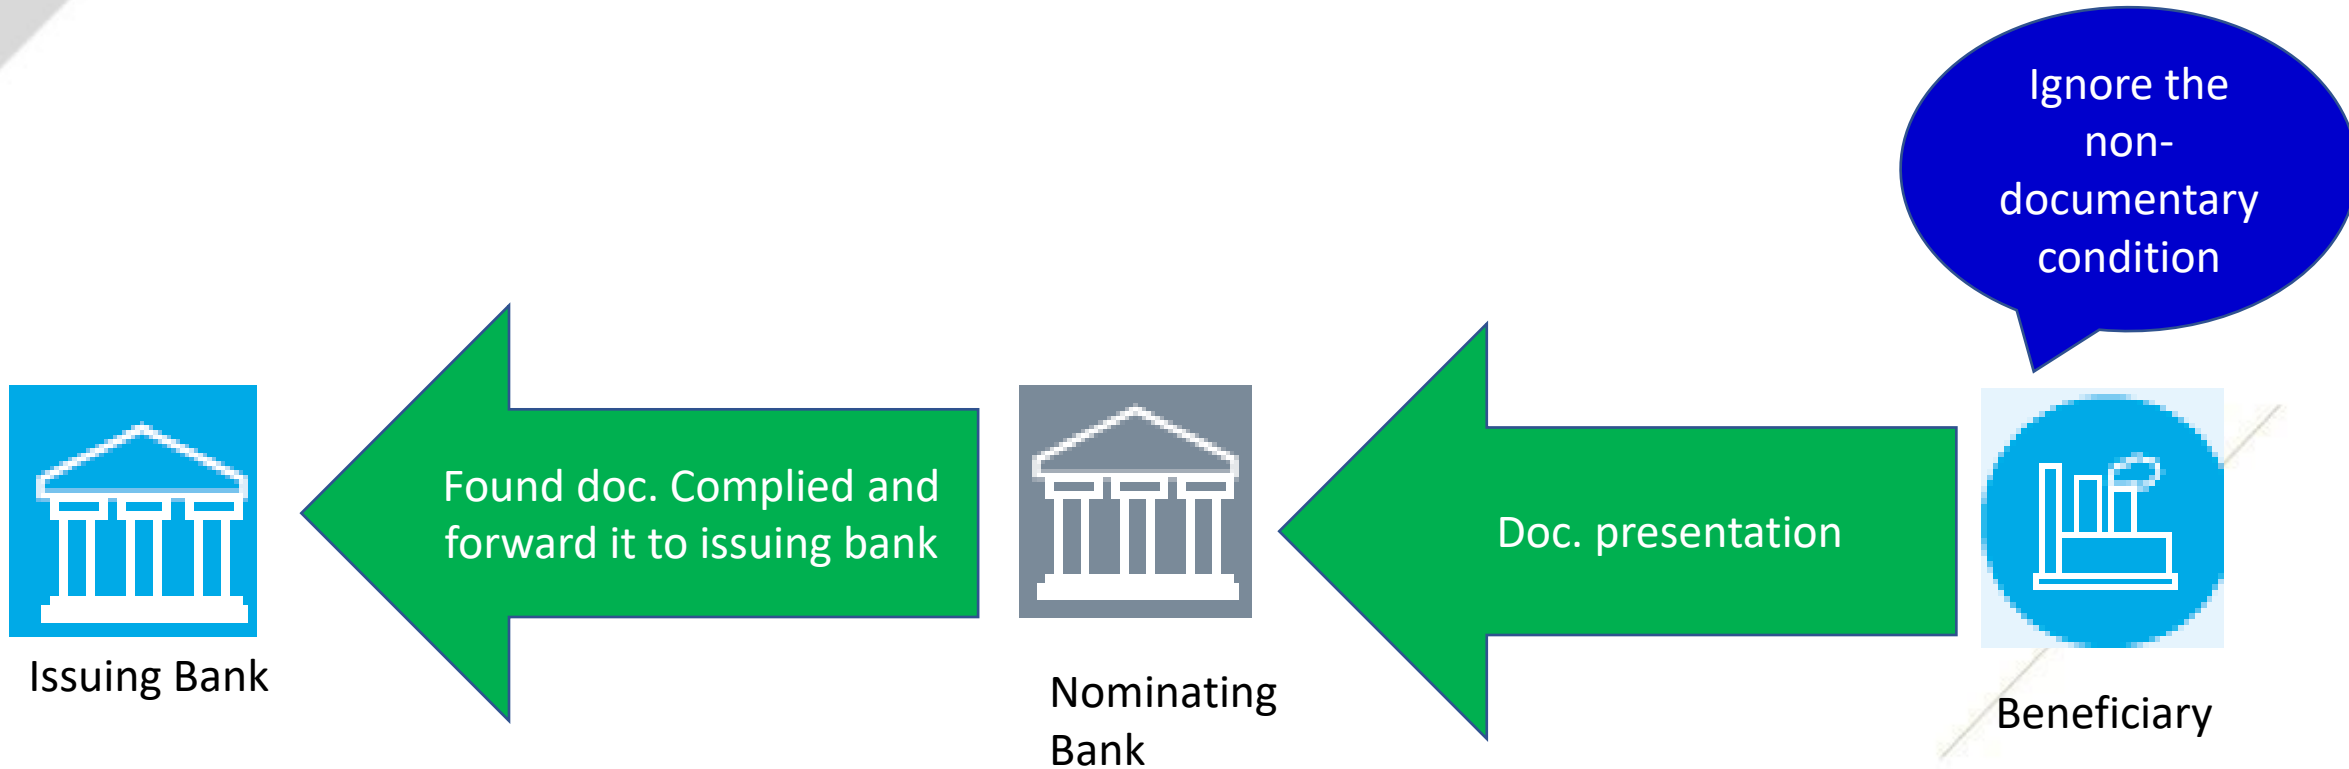 Ignore the
non-
documentary
condition
Found doc. Complied and
forward it to issuing bank
Doc. presentation
Issuing Bank
Nominating
Bank
Beneficiary